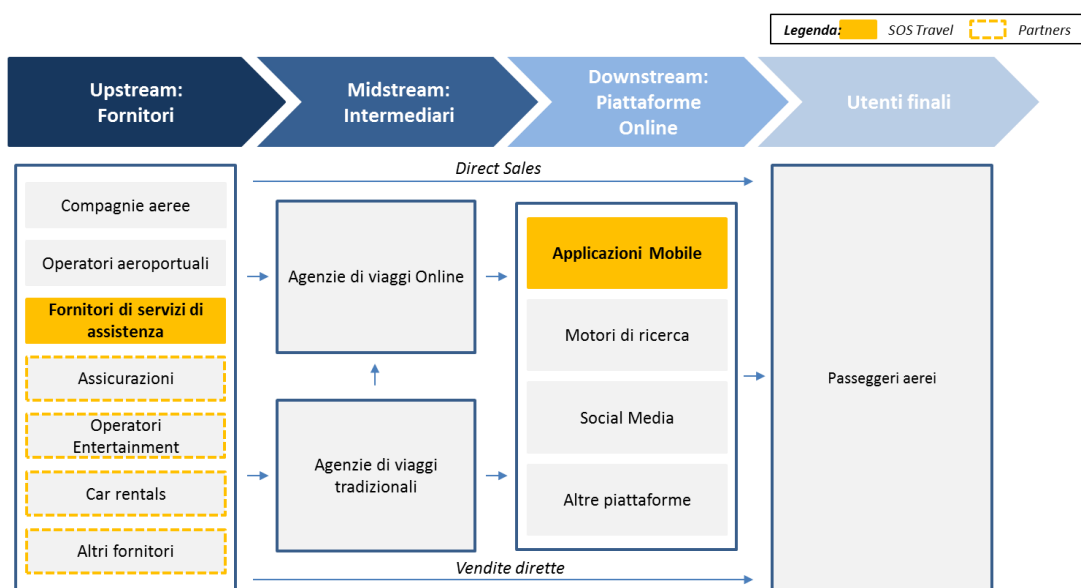 Legenda: SOS Travel Partners
Upstream:
Fornitori
Midstream:
Intermediari
Downstream:
Piattaforme
Online
Utenti finali
Direct Sales
Compagnie aeree
Operatori aeroportuali
Fornitori di servizi di
assistenza
Assicurazioni
Operatori
Entertainment
Car rentals
Altri fornitori
Agenzie di viaggi Online
Agenzie di viaggi
tradizionali
Applicazioni Mobile
Motori di ricerca
Social Media
Altre piattaforme
Passeggeri aerei
Vendite dirette